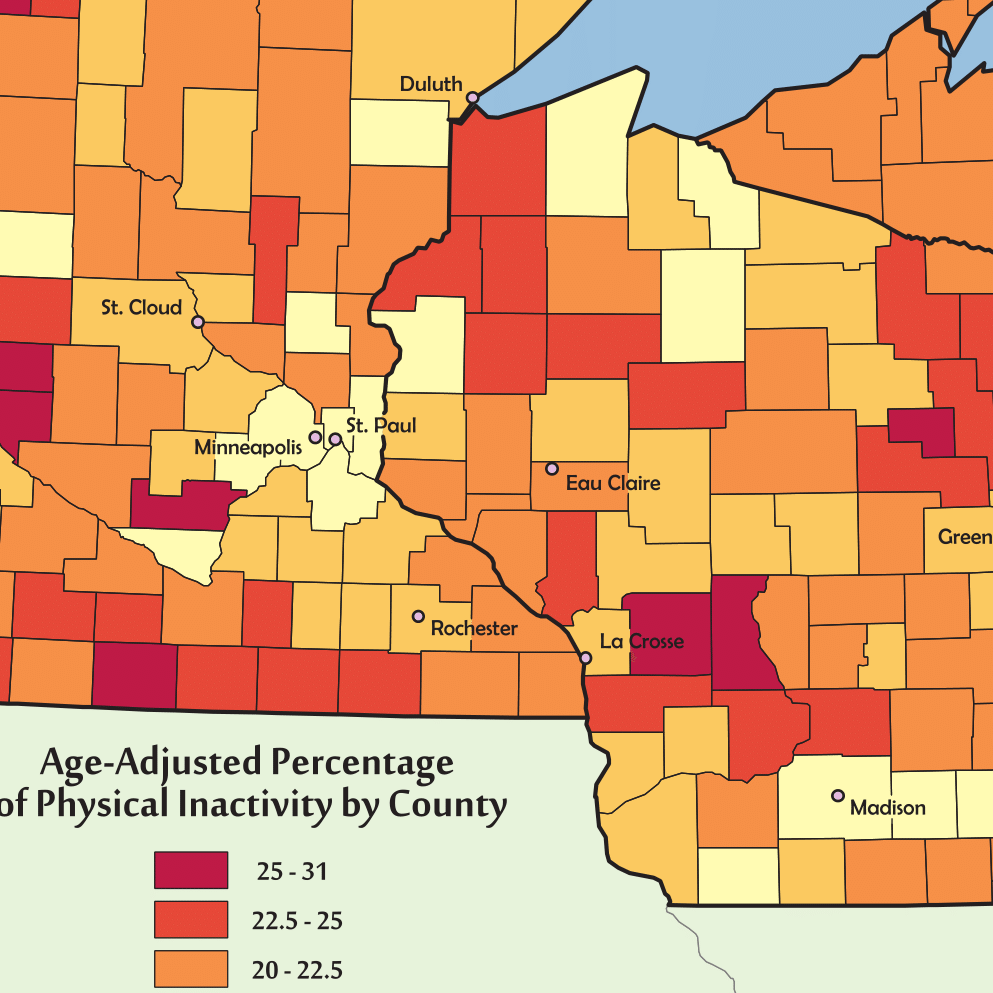 Duluth
St. Cloud
St. Paul
Minneapolis
Eau Claire
Green
Rochester
La Crosse
Age-Adjusted Percentage
of Physical Inactivity by County
Madison
25 - 31
22.5 - 25
20 - 22.5